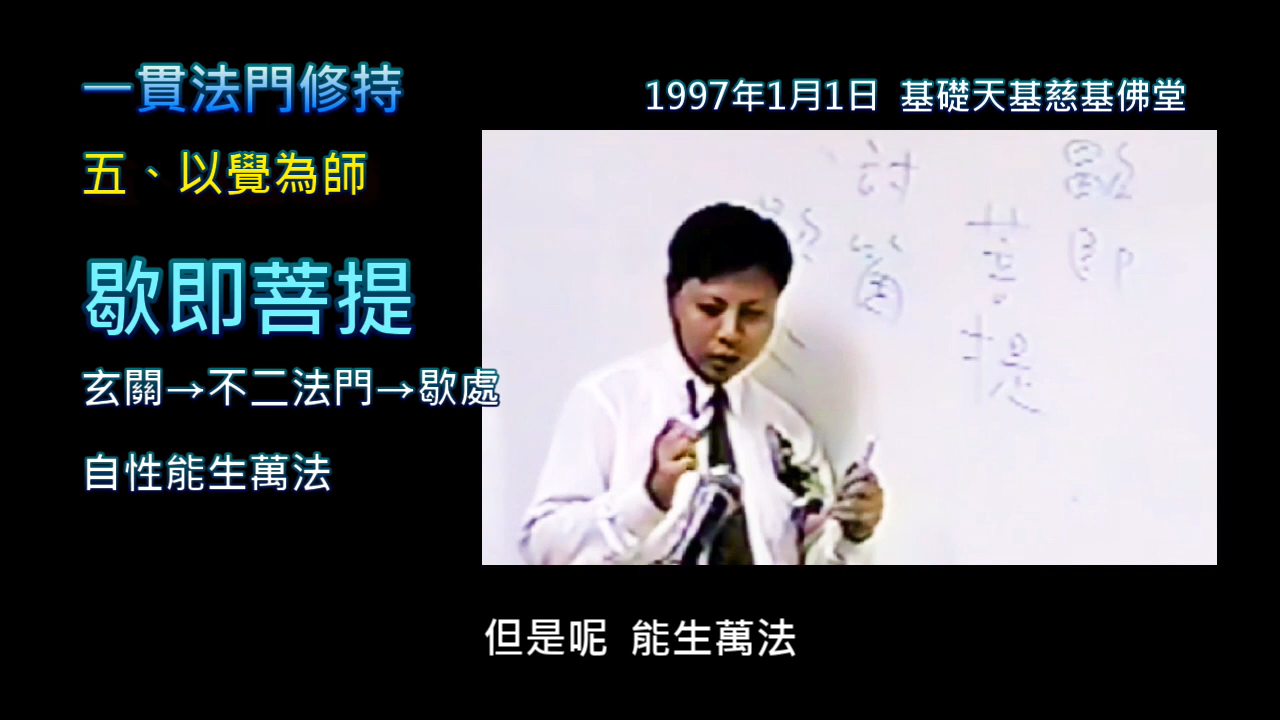 一貫法門修持
1997年1月1日 基礎天基慈基佛堂
五、以覺為師
歇即菩提
玄關→不二法門→歇處
自性能生萬法
歇即
菩提
討
但是呢 能生萬法